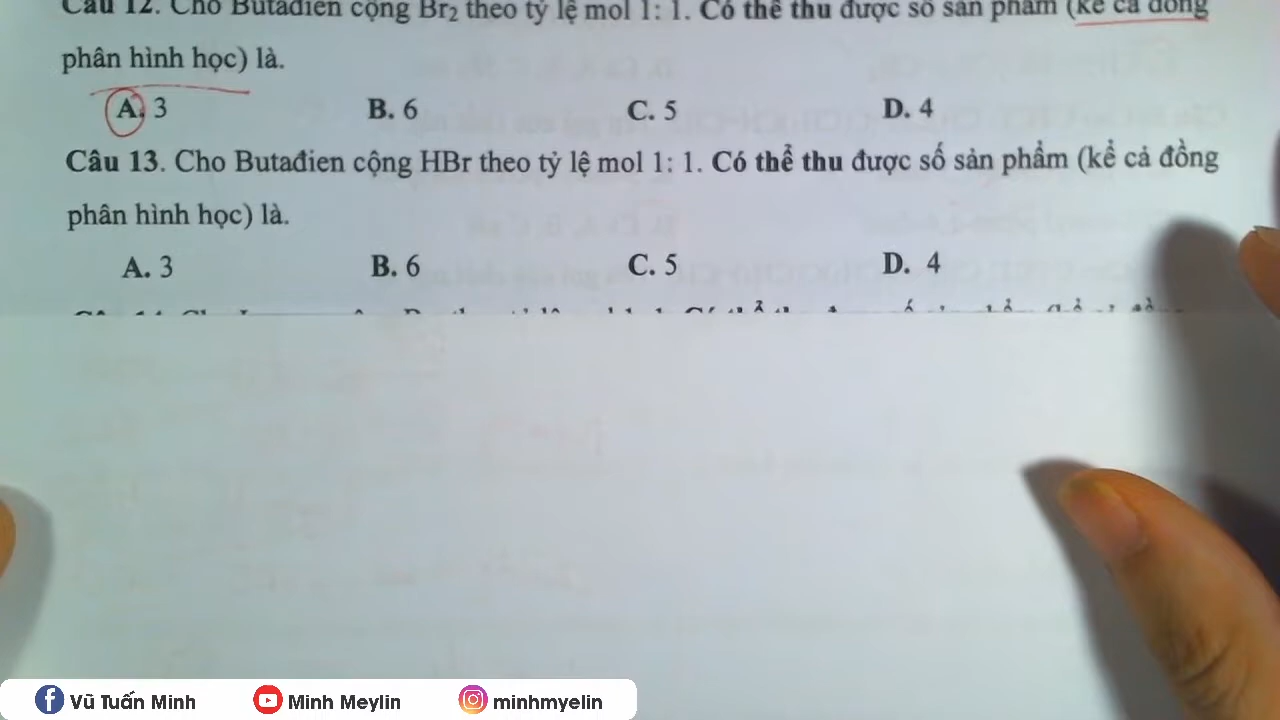 Câu 12. Cho Butađien cộng Br₂ theo tỷ lệ mol 1: 1. Có thể thu được số sản phẩm (kể cả đồng
phân hình học) là.
A. 3 B. 6 C. 5 D. 4
Câu 13. Cho Butađien cộng HBr theo tỷ lệ mol 1: 1. Có thể thu được số sản phẩm (kể cả đồng
phân hình học) là.
A. 3 B. 6 C. 5 D. 4
Vũ Tuấn Minh Minh Meylin minhmyelin